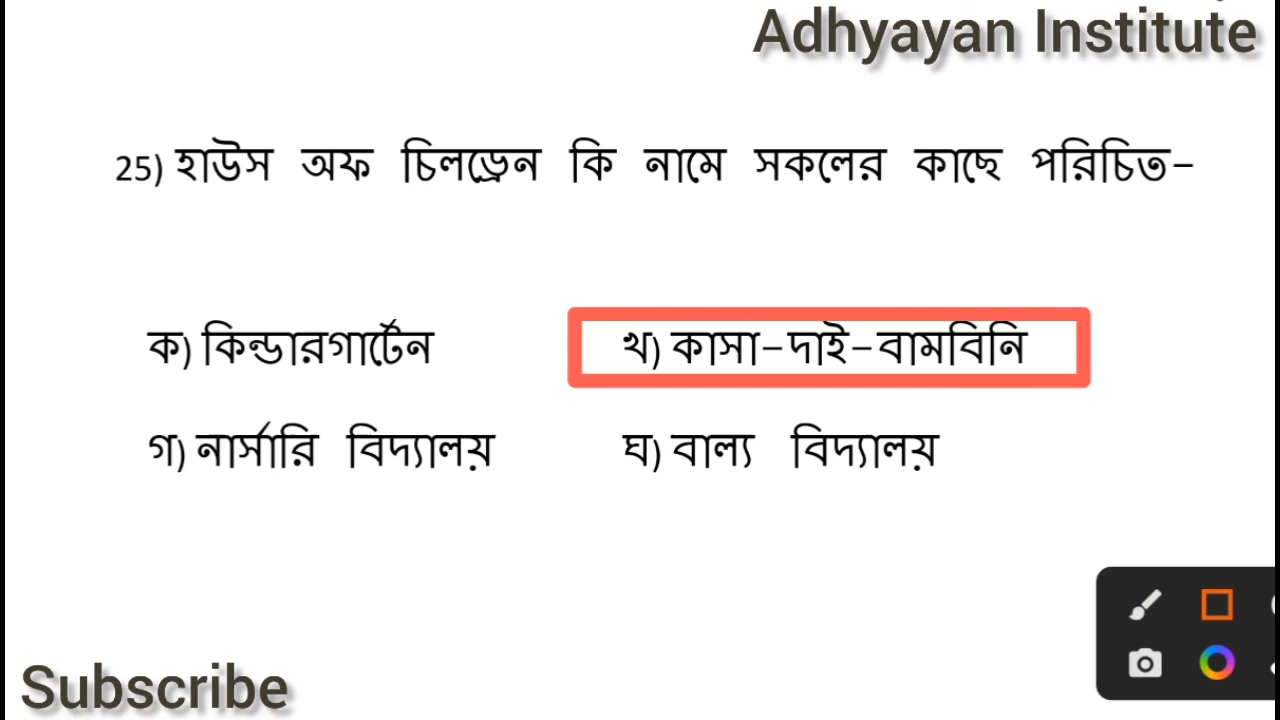 Adhyayan Institute
25) হাউস অফ চিলড্রেন কি নামে সকলের কাছে পরিচিত–
ক) কিন্ডারগার্টেন খ) কাসা–দাই–বামবিনি
গ) নার্সারি বিদ্যালয় ঘ) বাল্য বিদ্যালয়
Subscribe